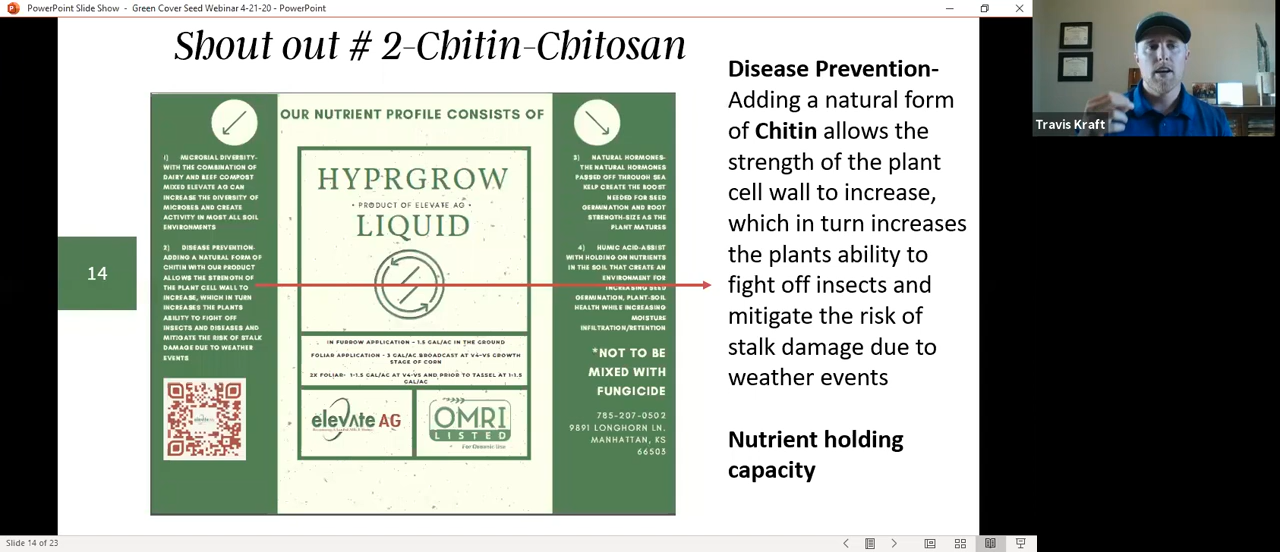 PowerPoint Slide Show - Green Cover Seed Webinar 4-21-20 - PowerPoint
Shout out # 2-Chitin-Chitosan
OUR NUTRIENT PROFILE CONSISTS OF
1) MICROBIAL DIVERSITY-
WITH THE COMBINATION OF
DAIRY AND BEEF COMPOST
MIXED ELEVATE AG CAN
INCREASE THE DIVERSITY OF
MICROBES AND CREATE
ACTIVITY IN MOST ALL SOIL
ENVIRONMENTS
2) DISEASE PREVENTION-
ADDING A NATURAL FORM OF
CHITIN WITH OUR PRODUCT
ALLOWS THE STRENGTH OF
THE PLANT CELL WALL TO
INCREASE, WHICH IN TURN
INCREASES THE PLANTS
ABILITY TO FIGHT OFF
INSECTS AND DISEASES AND
MITIGATE THE RISK OF STALK
DAMAGE DUE TO WEATHER
EVENTS
HYPRGROW
• PRODUCT OF ELEVATE AG •
LIQUID
IN FURROW APPLICATION - 1.5 GAL/AC IN THE GROUND
FOLIAR APPLICATION - 3 GAL/AC BROADCAST AT V4-V5 GROWTH
STAGE OF CORN
2X FOLIAR- 1-1.5 GAL/AC AT V4-V5 AND PRIOR TO TASSEL AT 1-1.5
GAL/AC
elevate AG
OMRI
LISTED
For Organic Use
3) NATURAL HORMONES-
THE NATURAL HORMONES
PASSED OFF THROUGH SEA
KELP CREATE THE BOOST
NEEDED FOR SEED
GERMINATION AND ROOT
STRENGTH-SIZE AS THE
PLANT MATURES
4) HUMIC ACID-ASSIST
WITH HOLDING ON NUTRIENTS
IN THE SOIL THAT CREATE AN
ENVIRONMENT FOR
INCREASING SEED
GERMINATION, PLANT-SOIL
HEALTH WHILE INCREASING
MOISTURE
INFILTRATION/RETENTION
*NOT TO BE
MIXED WITH
FUNGICIDE
785-207-0502
9891 LONGHORN LN.
MANHATTAN, KS
66503
14
Disease Prevention-
Adding a natural form
of Chitin allows the
strength of the plant
cell wall to increase,
which in turn increases
the plants ability to
fight off insects and
mitigate the risk of
stalk damage due to
weather events
Nutrient holding
capacity
Travis Kraft
Slide 14 of 23